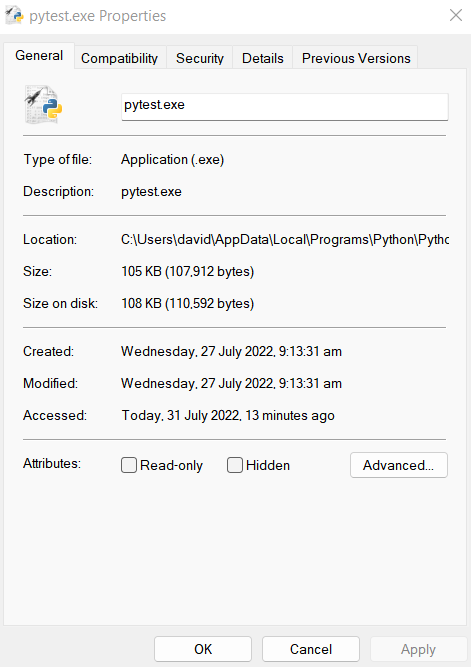 pytest.exe Properties
General Compatibility Security Details Previous Versions
pytest.exe
Type of file: Application (.exe)
Description: pytest.exe
Location: C:\Users\david\AppData\Local\Programs\Python\Pytho
Size: 105 KB (107,912 bytes)
Size on disk: 108 KB (110,592 bytes)
Created: Wednesday, 27 July 2022, 9:13:31 am
Modified: Wednesday, 27 July 2022, 9:13:31 am
Accessed: Today, 31 July 2022, 13 minutes ago
Attributes: Read-only Hidden Advanced...
OK Cancel Apply